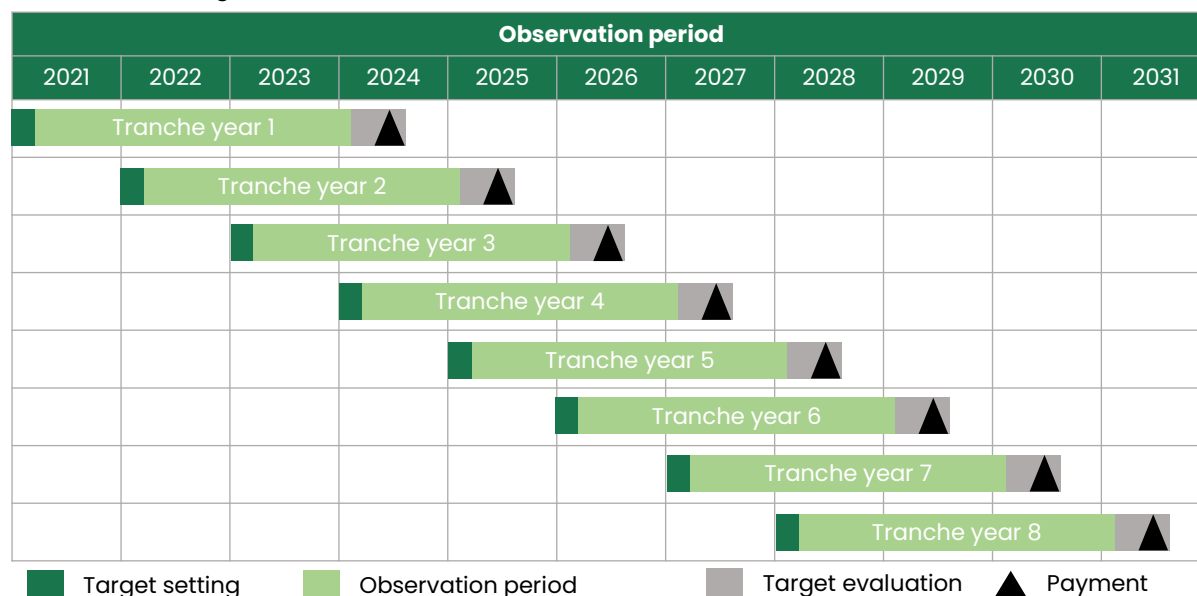 Observation period
2021 2022 2023 2024 2025 2026 2027 2028 2029 2030 2031
Tranche year 1
Tranche year 2
Tranche year 3
Tranche year 4
Tranche year 5
Tranche year 6
Tranche year 7
Tranche year 8
Target setting Observation period Target evaluation Payment